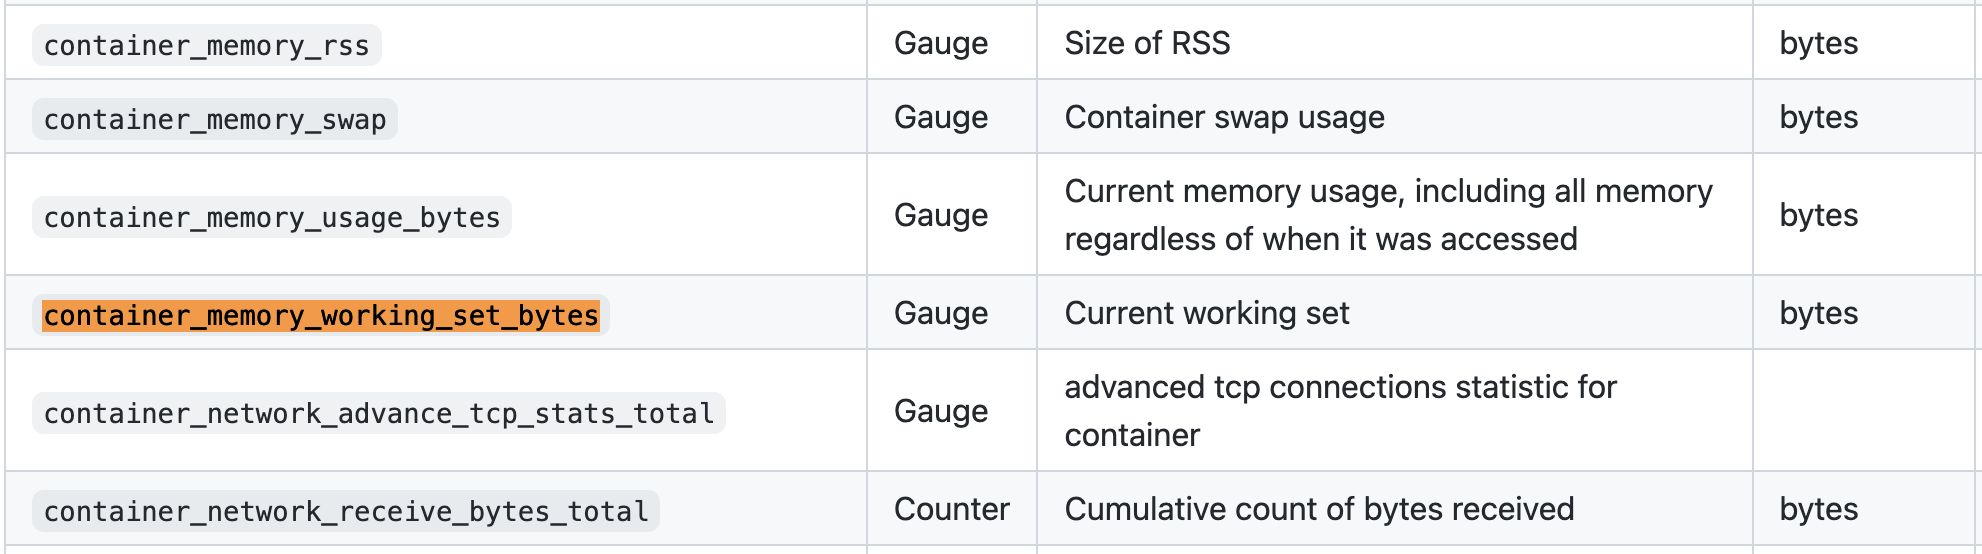 container_memory_rss Gauge Size of RSS bytes
container_memory_swap Gauge Container swap usage bytes
container_memory_usage_bytes Gauge Current memory usage, including all memory
regardless of when it was accessed bytes
container_memory_working_set_bytes Gauge Current working set bytes
container_network_advance_tcp_stats_total Gauge advanced tcp connections statistic for
container
container_network_receive_bytes_total Counter Cumulative count of bytes received bytes